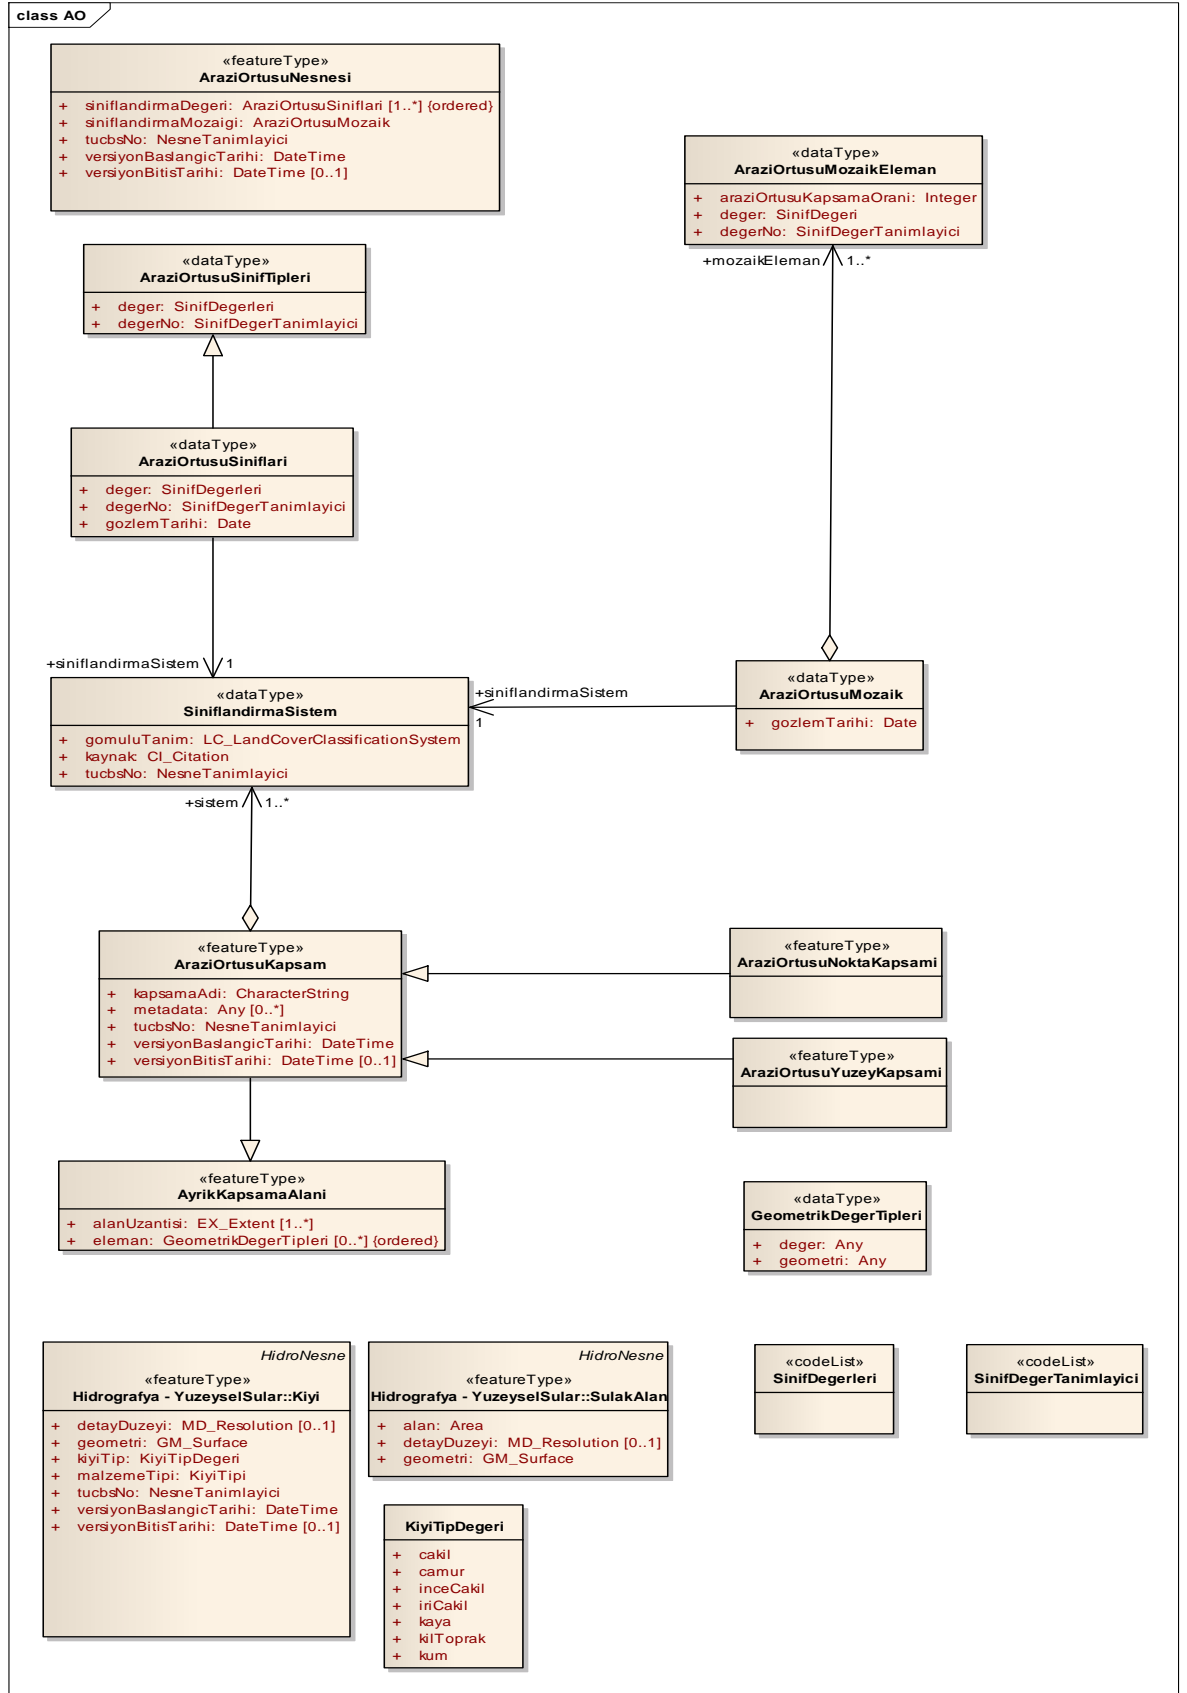 class AO
«featureType»
AraziOrtusuNesnesi
+ siniflandirmaDegeri: AraziOrtusuSiniflari [1..*] {ordered}
+ siniflandirmaMozaigi: AraziOrtusuMozaik
+ tucbsNo: NesneTanimlayici
+ versiyonBaslangicTarihi: DateTime
+ versiyonBitisTarihi: DateTime [0..1]
«dataType»
AraziOrtusuMozaikEleman
+ araziOrtusuKapsamaOrani: Integer
+ deger: SinifDegeri
+ degerNo: SinifDegerTanimlayici
+mozaikEleman 1..*
«dataType»
AraziOrtusuSinifTipleri
+ deger: SinifDegerleri
+ degerNo: SinifDegerTanimlayici
«dataType»
AraziOrtusuSiniflari
+ deger: SinifDegerleri
+ degerNo: SinifDegerTanimlayici
+ gozlemTarihi: Date
+siniflandirmaSistem 1
«dataType»
SiniflandirmaSistem
+ gomuluTanim: LC_LandCoverClassificationSystem
+ kaynak: CI_Citation
+ tucbsNo: NesneTanimlayici
+siniflandirmaSistem
1
«dataType»
AraziOrtusuMozaik
+ gozlemTarihi: Date
+sistem 1..*
«featureType»
AraziOrtusuKapsam
+ kapsamaAdi: CharacterString
+ metadata: Any [0..*]
+ tucbsNo: NesneTanimlayici
+ versiyonBaslangicTarihi: DateTime
+ versiyonBitisTarihi: DateTime [0..1]
«featureType»
AraziOrtusuNoktaKapsami
«featureType»
AraziOrtusuYuzeyKapsami
«featureType»
AyrikKapsamaAlani
+ alanUzantisi: EX_Extent [1..*]
+ eleman: GeometrikDegerTipleri [0..*] {ordered}
«dataType»
GeometrikDegerTipleri
+ deger: Any
+ geometri: Any
HidroNesne
«featureType»
Hidrografya - YuzeyselSular::Kiyi
+ detayDuzeyi: MD_Resolution [0..1]
+ geometri: GM_Surface
+ kiyiTip: KiyiTipDegeri
+ malzemeTipi: KiyiTipi
+ tucbsNo: NesneTanimlayici
+ versiyonBaslangicTarihi: DateTime
+ versiyonBitisTarihi: DateTime [0..1]
HidroNesne
«featureType»
Hidrografya - YuzeyselSular::SulakAlan
+ alan: Area
+ detayDuzeyi: MD_Resolution [0..1]
+ geometri: GM_Surface
«codeList»
SinifDegerleri
«codeList»
SinifDegerTanimlayici
KiyiTipDegeri
+ cakil
+ camur
+ inceCakil
+ iriCakil
+ kaya
+ kilToprak
+ kum